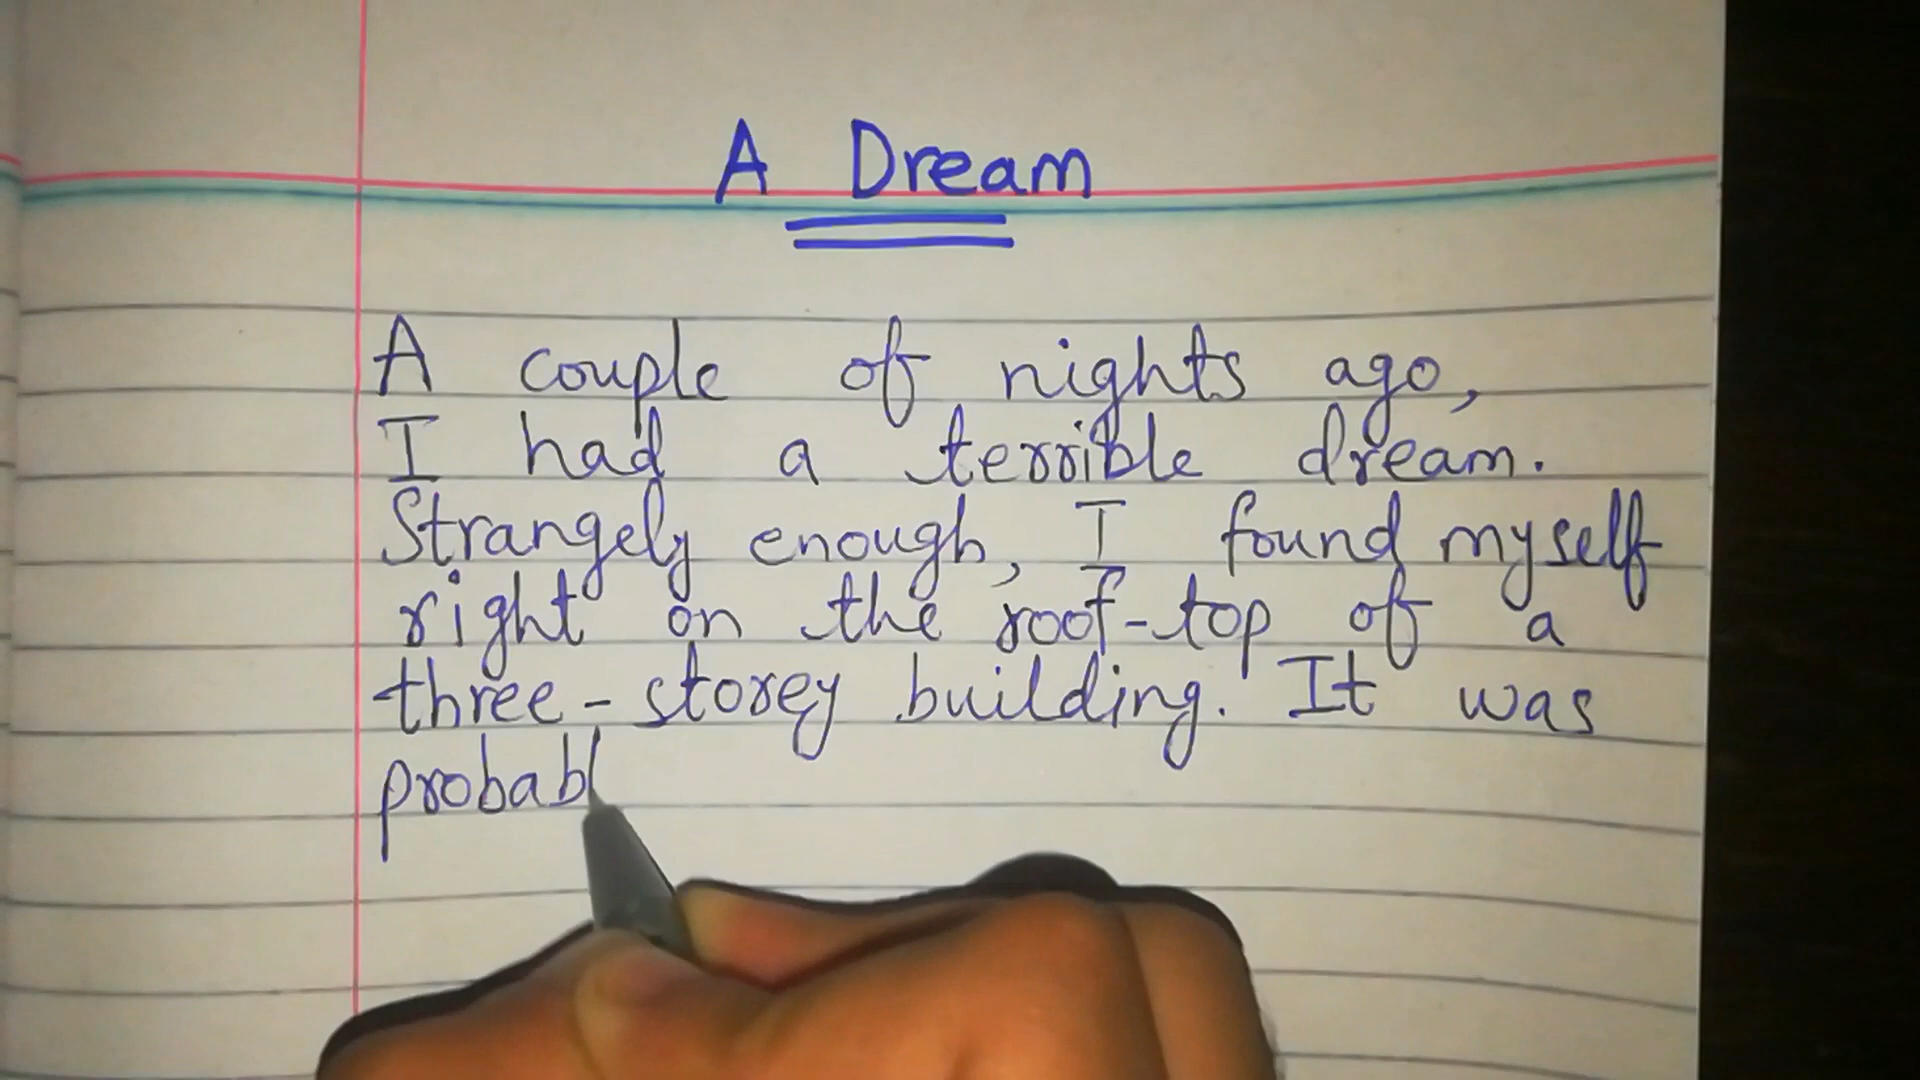 A Dream
A couple of nights ago,
I had a terrible dream.
Strangely enough, I found myself
right on the roof-top of a
three-storey building. It was
probabl